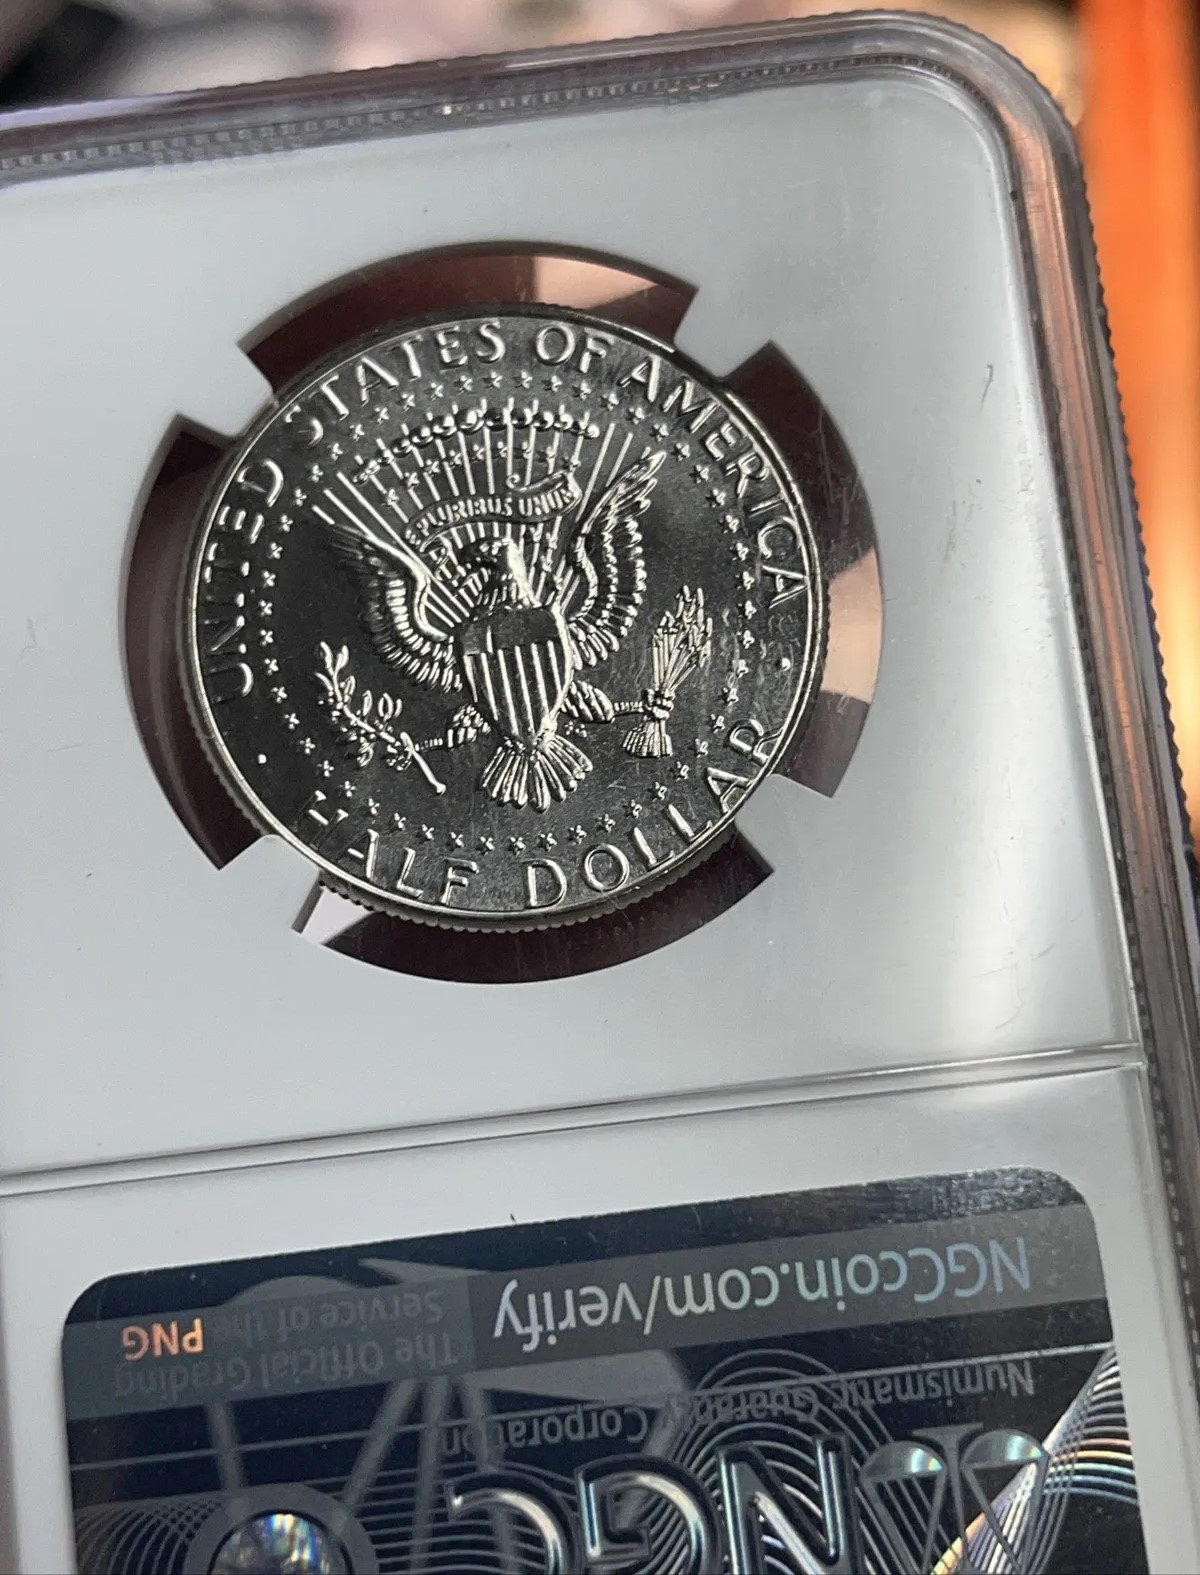 UNITED STATES OF AMERICA
PLURIBUS UNUM
HALF DOLLAR
NGCcoin.com/verify
The Official Grading
Service of the PNG
Numismatic Guaranty
Corporation
NGC